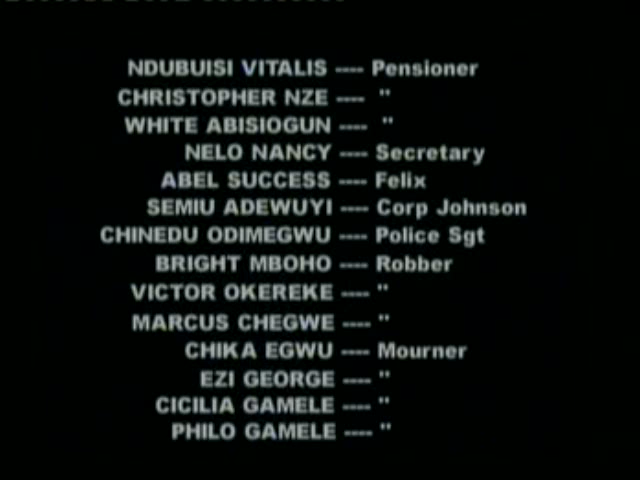 NDUBUISI VITALIS ---- Pensioner
CHRISTOPHER NZE ---- "
WHITE ABISIOGUN ---- "
NELO NANCY ---- Secretary
ABEL SUCCESS ---- Felix
SEMIU ADEWUYI ---- Corp Johnson
CHINEDU ODIMEGWU ---- Police Sgt
BRIGHT MBOHO ---- Robber
VICTOR OKEREKE ---- "
MARCUS CHEGWE ---- "
CHIKA EGWU ---- Mourner
EZI GEORGE ---- "
CICILIA GAMELE ---- "
PHILO GAMELE ---- "